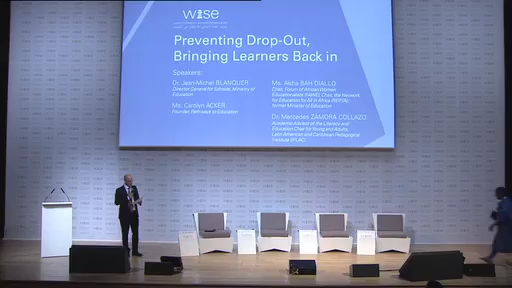 wise
Preventing Drop-Out,
Bringing Learners Back in
Speakers:
Dr. Jean-Michel BLANQUER
Director General for Schools, Ministry of
Education
Ms. Carolyn ACKER
Founder, Pathways to Education
Ms. Aicha BAH DIALLO
Chair, Forum of African Women
Educationalists (FAWE); Chair, the Network
for Education for All in Africa (REPTA);
former Minister of Education
Dr. Mercedes ZAMORA COLLAZO
Academic Advisor of the Literacy and
Education Chair for Young and Adults,
Latin American and Caribbean Pedagogical
Institute (IPLAC)